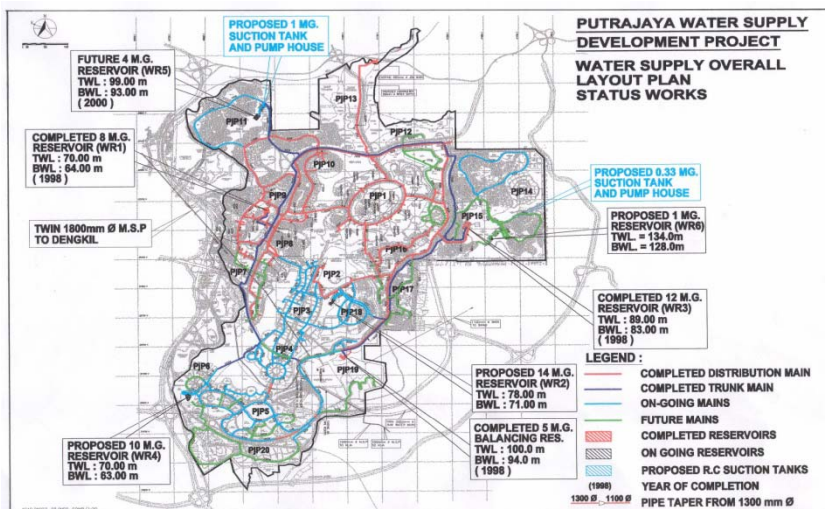 PUTRAJAYA WATER SUPPLY
DEVELOPMENT PROJECT
WATER SUPPLY OVERALL
LAYOUT PLAN
STATUS WORKS
PROPOSED 1 MG.
SUCTION TANK
AND PUMP HOUSE
FUTURE 4 M.G.
RESERVOIR (WR5)
TWL : 99.00 m
BWL : 93.00 m
(2000)
COMPLETED 8 M.G.
RESERVOIR (WR1)
TWL : 70.00 m
BWL : 64.00 m
(1998)
TWIN 1800mm Ø M.S.P
TO DENGKIL
PJP11
PJP13
PJP12
PJP10
PJP9
PJP1
PJP14
PJP15
PJP8
PJP16
PJP7
PJP2
PJP17
PJP3
PJP18
PJP4
PJP19
PJP6
PJP5
PJP20
PROPOSED 0.33 MG.
SUCTION TANK
AND PUMP HOUSE
PROPOSED 1 MG.
RESERVOIR (WR6)
TWL. = 134.0m
BWL. = 128.0m
COMPLETED 12 M.G.
RESERVOIR (WR3)
TWL : 89.00 m
BWL : 83.00 m
(1998)
PROPOSED 14 M.G.
RESERVOIR (WR2)
TWL : 78.00 m
BWL : 71.00 m
COMPLETED 5 M.G.
BALANCING RES.
TWL : 100.0 m
BWL : 94.0 m
(1998)
PROPOSED 10 M.G.
RESERVOIR (WR4)
TWL : 70.00 m
BWL : 63.00 m
LEGEND :
COMPLETED DISTRIBUTION MAIN
COMPLETED TRUNK MAIN
ON-GOING MAINS
FUTURE MAINS
COMPLETED RESERVOIRS
ON GOING RESERVOIRS
PROPOSED R.C SUCTION TANKS
(1998) YEAR OF COMPLETION
1300 Ø 1100 Ø PIPE TAPER FROM 1300 mm Ø